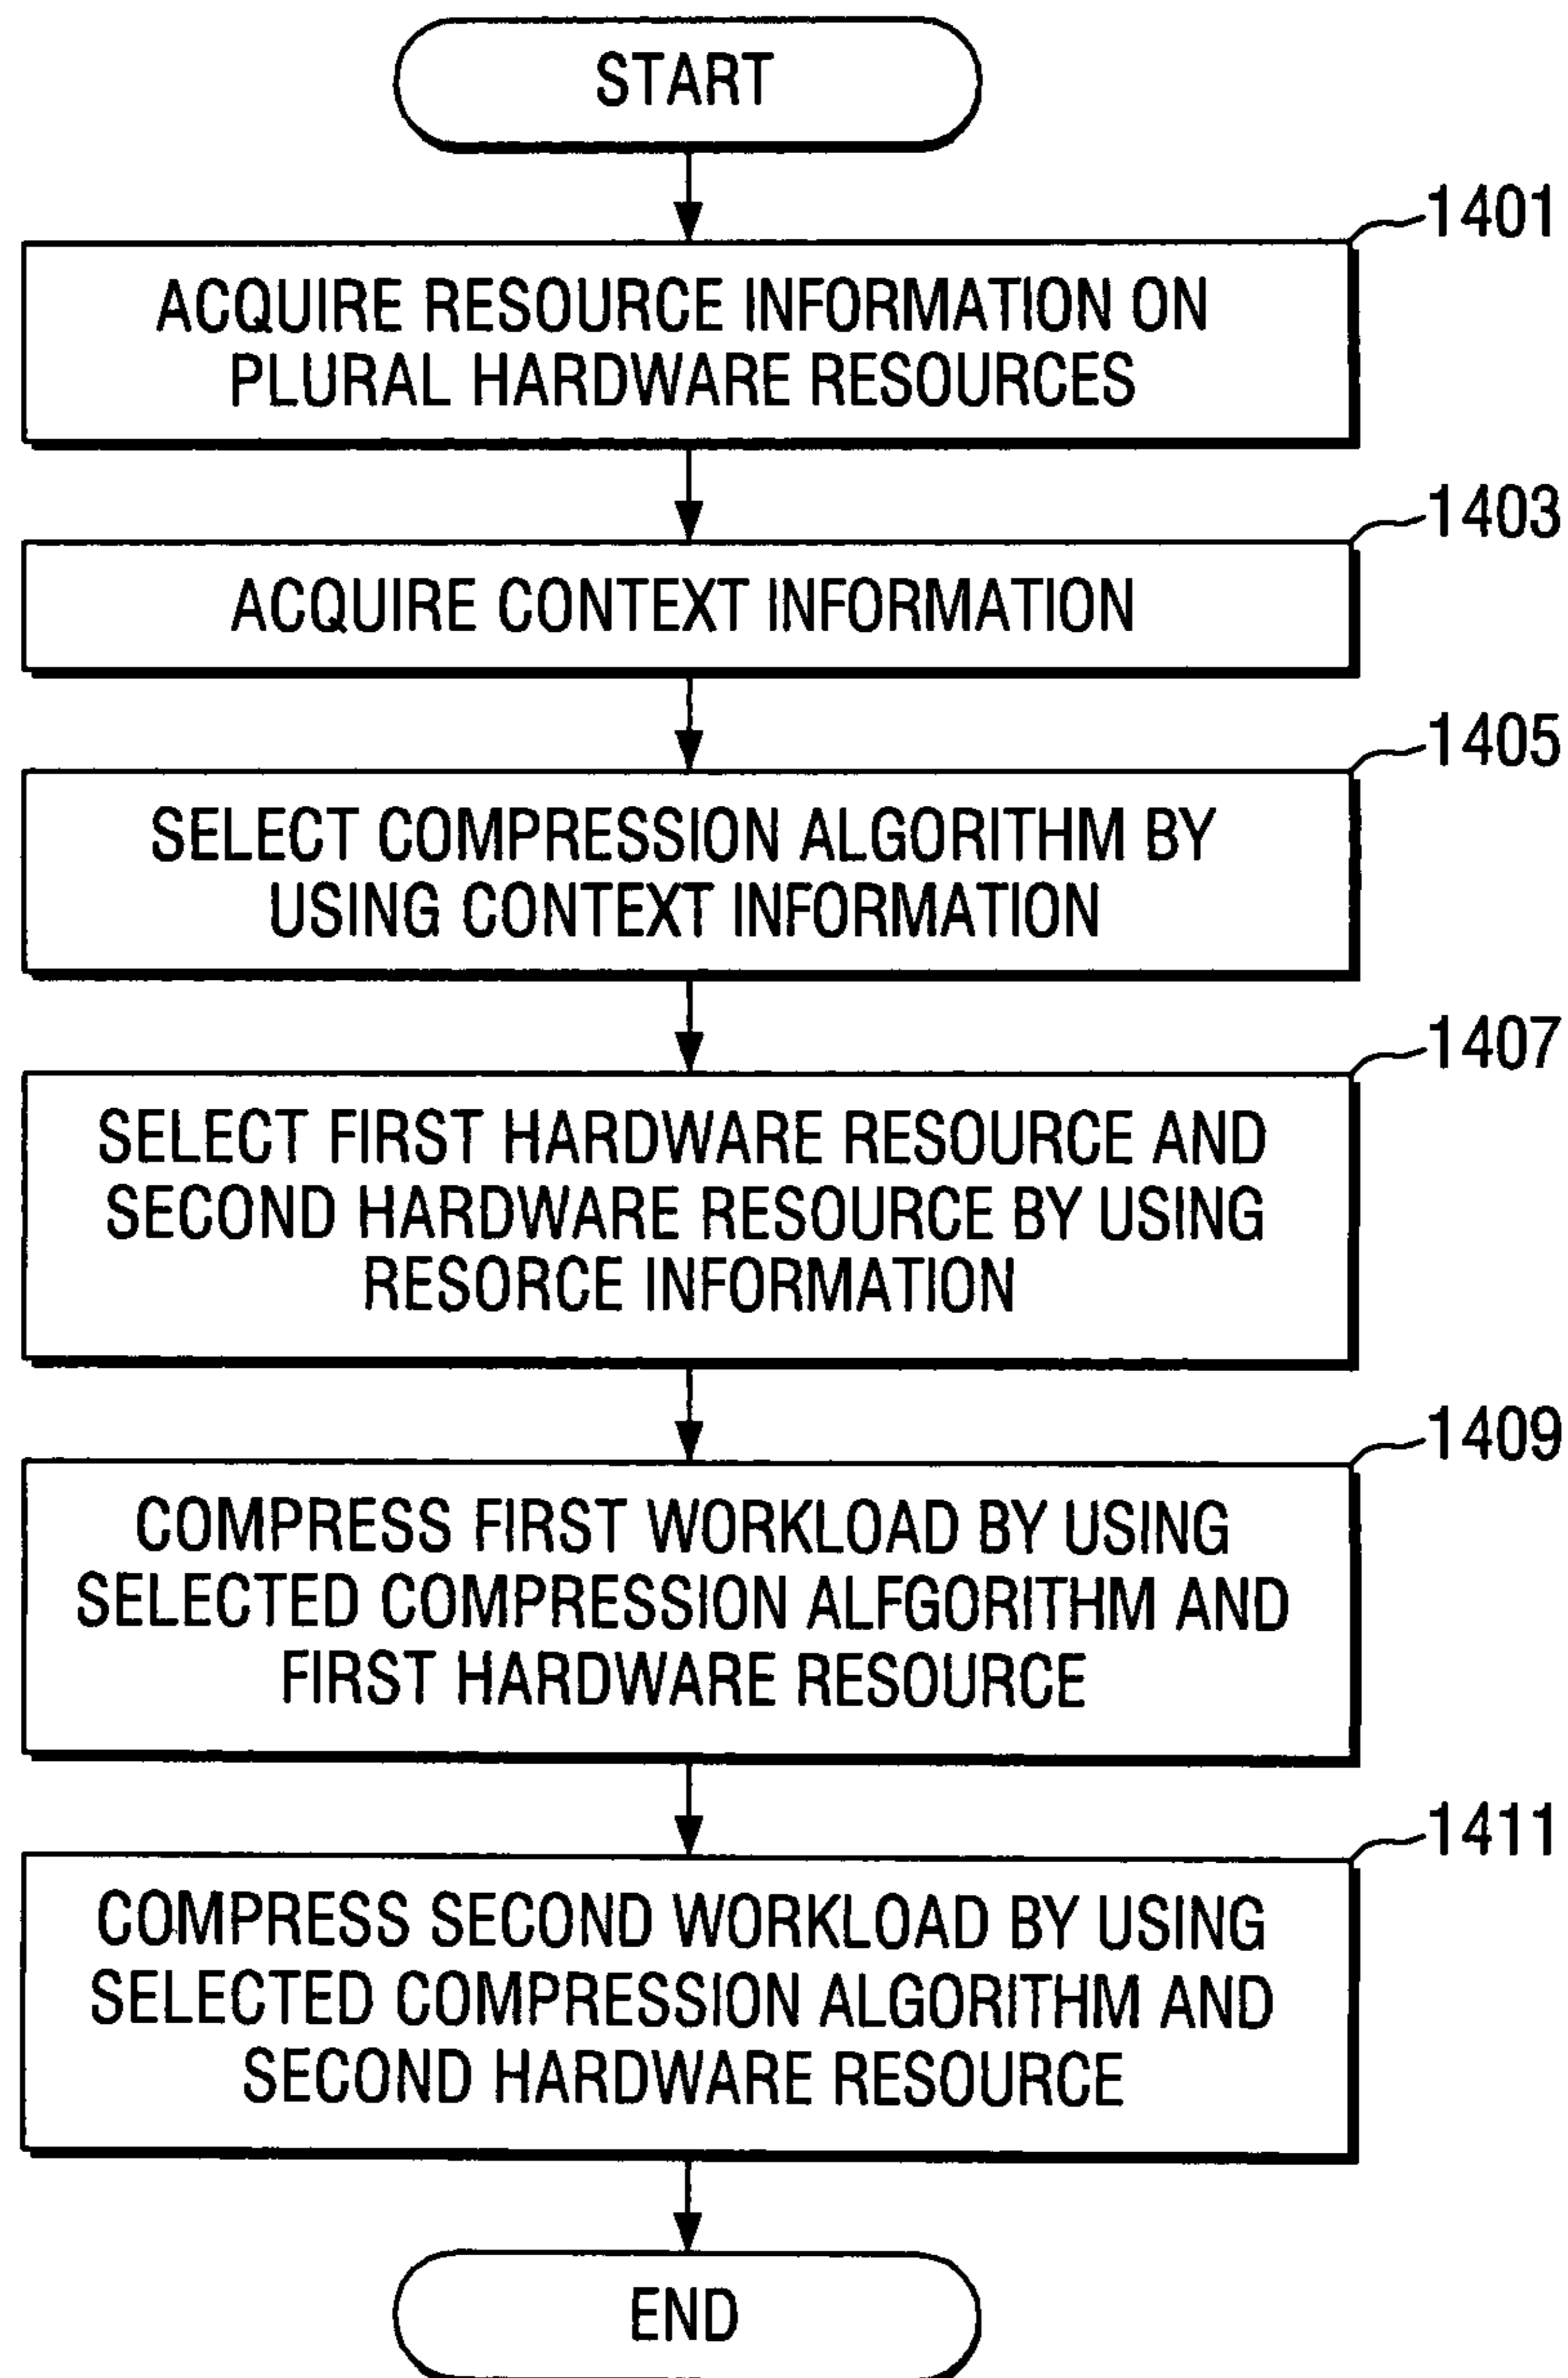 START
1401
ACQUIRE RESOURCE INFORMATION ON
PLURAL HARDWARE RESOURCES
1403
ACQUIRE CONTEXT INFORMATION
1405
SELECT COMPRESSION ALGORITHM BY
USING CONTEXT INFORMATION
1407
SELECT FIRST HARDWARE RESOURCE AND
SECOND HARDWARE RESOURCE BY USING
RESORCE INFORMATION
1409
COMPRESS FIRST WORKLOAD BY USING
SELECTED COMPRESSION ALFGORITHM AND
FIRST HARDWARE RESOURCE
1411
COMPRESS SECOND WORKLOAD BY USING
SELECTED COMPRESSION ALGORITHM AND
SECOND HARDWARE RESOURCE
END